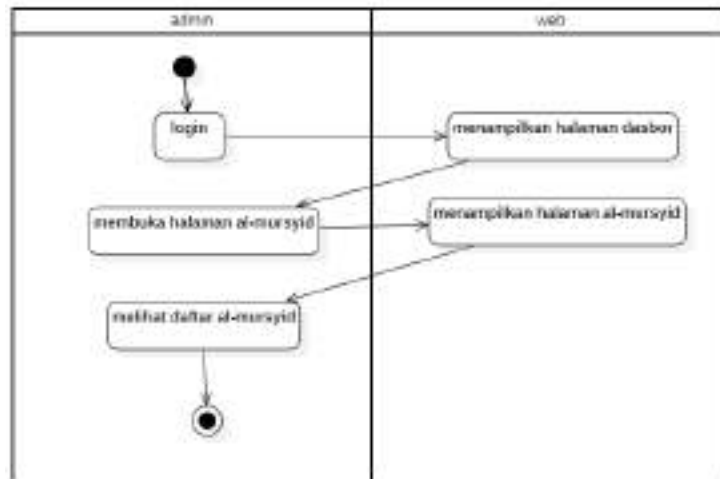 admin
web
login
menampilkan halaman dasbor
membuka halaman al-mursyid
menampilkan halaman al-mursyid
melihat daftar al-mursyid